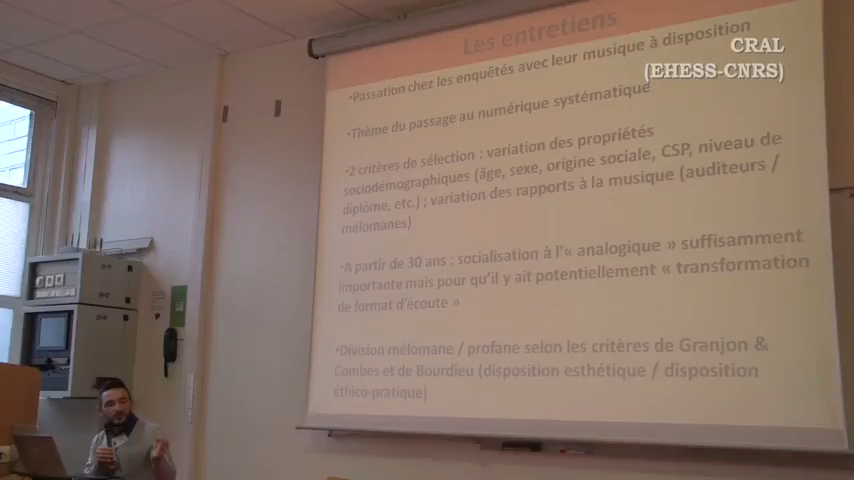 Les entretiens
CRAL
(EHESS-CNRS)
•Passation chez les enquêtés avec leur musique à disposition
•Thème du passage au numérique systématique
•2 critères de sélection : variation des propriétés
sociodémographiques (âge, sexe, origine sociale, CSP, niveau de
diplôme, etc.) ; variation des rapports à la musique (auditeurs /
mélomanes)
•A partir de 30 ans : socialisation à l'« analogique » suffisamment
importante mais pour qu'il y ait potentiellement « transformation
de format d'écoute »
•Division mélomane / profane selon les critères de Granjon &
Combes et de Bourdieu (disposition esthétique / disposition
éthico-pratique)